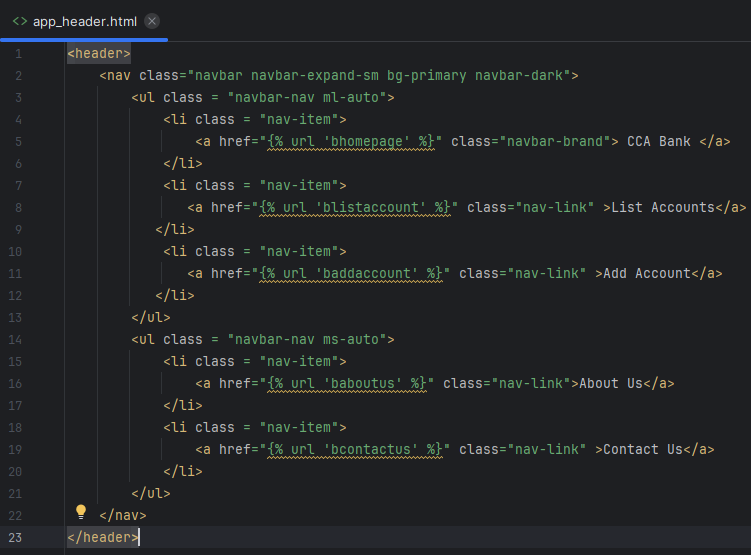 <> app_header.html ×
1 <header>
2 <nav class="navbar navbar-expand-sm bg-primary navbar-dark">
3 <ul class = "navbar-nav ml-auto">
4 <li class = "nav-item">
5 <a href="{% url 'bhomepage' %}" class="navbar-brand"> CCA Bank </a>
6 </li>
7 <li class = "nav-item">
8 <a href="{% url 'blistaccount' %}" class="nav-link" >List Accounts</a>
9 </li>
10 <li class = "nav-item">
11 <a href="{% url 'baddaccount' %}" class="nav-link" >Add Account</a>
12 </li>
13 </ul>
14 <ul class = "navbar-nav ms-auto">
15 <li class = "nav-item">
16 <a href="{% url 'baboutus' %}" class="nav-link">About Us</a>
17 </li>
18 <li class = "nav-item">
19 <a href="{% url 'bcontactus' %}" class="nav-link" >Contact Us</a>
20 </li>
21 </ul>
22 </nav>
23 </header>